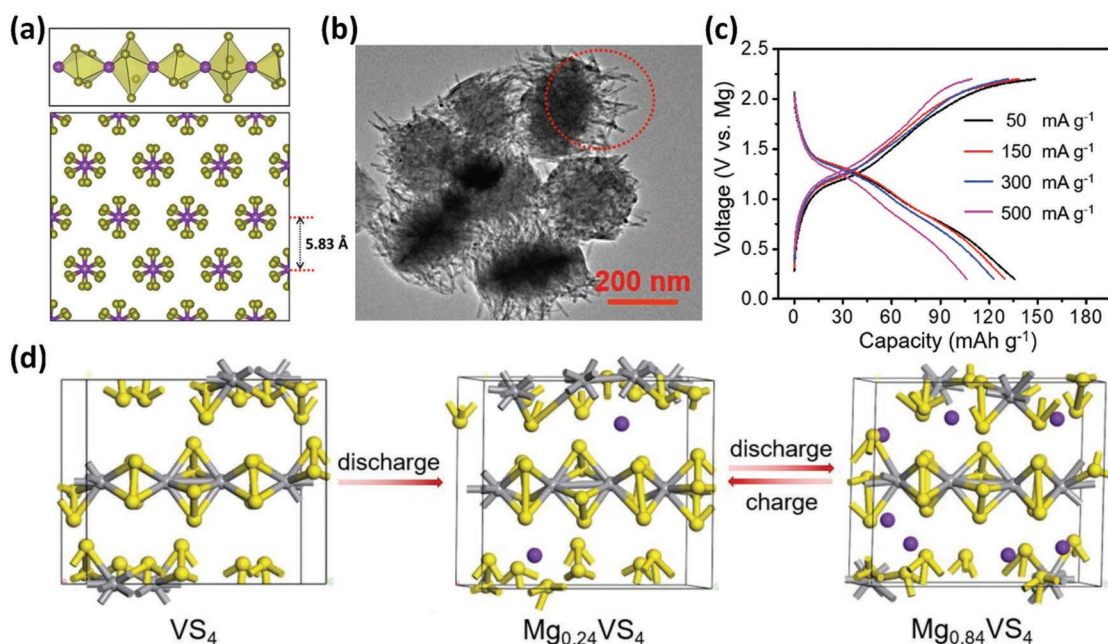 (a)
5.83 Å
(b)
200 nm
(c)
Voltage (V vs. Mg)
2.5
2.0
1.5
1.0
0.5
0.0
50 mA g⁻¹
150 mA g⁻¹
300 mA g⁻¹
500 mA g⁻¹
0 30 60 90 120 150 180
Capacity (mAh g⁻¹)
(d)
discharge
discharge
charge
VS₄
Mg₀.₂₄VS₄
Mg₀.₈₄VS₄